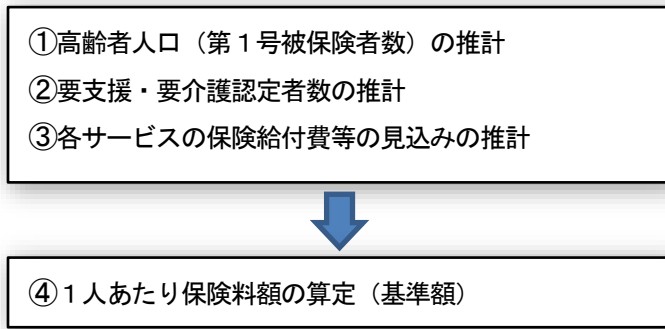 ①高齢者人口（第１号被保険者数）の推計
②要支援・要介護認定者数の推計
③各サービスの保険給付費等の見込みの推計
④１人あたり保険料額の算定（基準額）